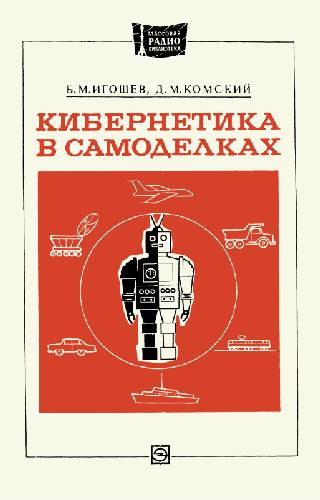 МАССОВАЯ
РАДИО
БИБЛИОТЕКА
Б. М. ИГОШЕВ, Д. М. КОМСКИЙ
КИБЕРНЕТИКА
В САМОДЕЛКАХ